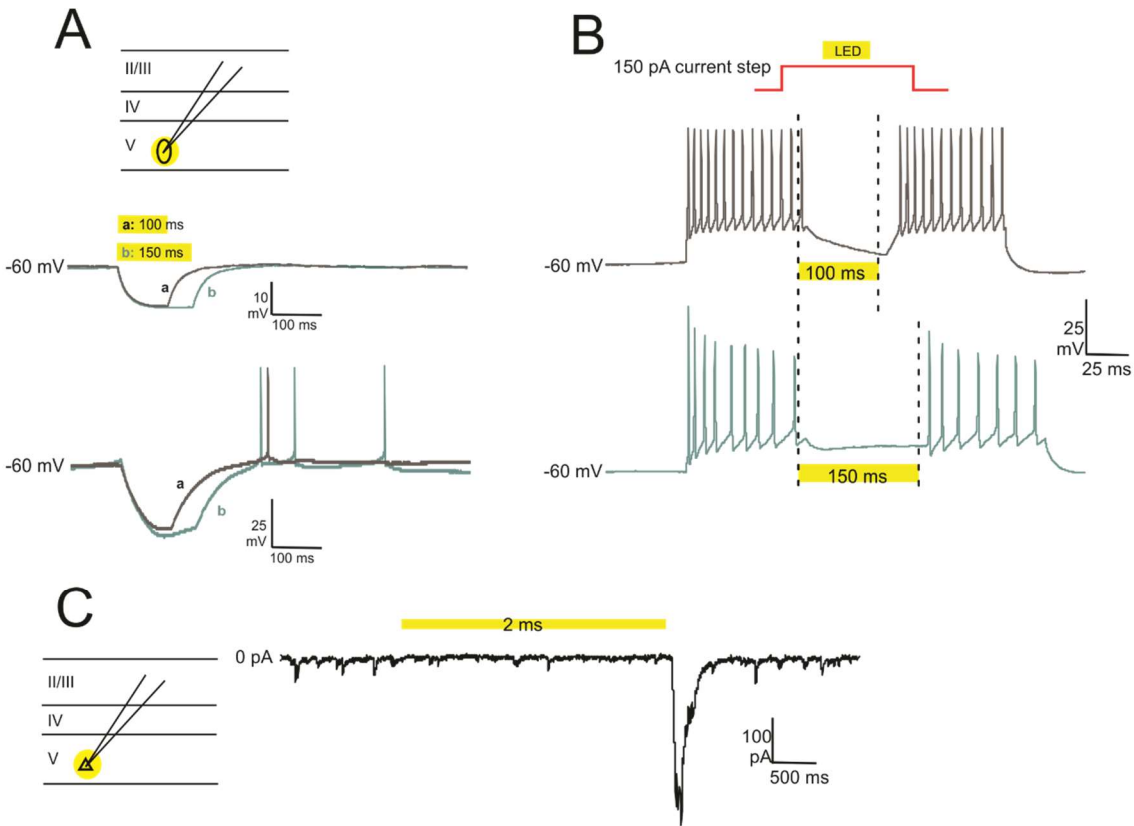 A
II/III
IV
V
a: 100 ms
b: 150 ms
-60 mV
a
b
10
mV
100 ms
-60 mV
a
b
25
mV
100 ms
B
LED
150 pA current step
-60 mV
100 ms
25
mV
25 ms
-60 mV
150 ms
C
2 ms
0 pA
II/III
IV
V
100
pA
500 ms